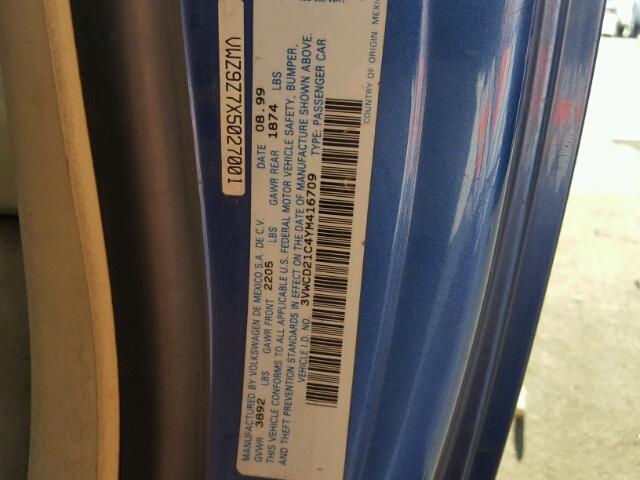 VWZ9Z7X5027001
MANUFACTURED BY VOLKSWAGEN DE MEXICO S.A. DE C.V. DATE 08.99
GVWR 3892 LBS GAWR FRONT 2205 LBS GAWR REAR 1874 LBS
THIS VEHICLE CONFORMS TO ALL APPLICABLE U.S. FEDERAL MOTOR VEHICLE SAFETY, BUMPER,
AND THEFT PREVENTION STANDARDS IN EFFECT ON THE DATE OF MANUFACTURE SHOWN ABOVE.
VEHICLE I.D. NO. 3VWCD21C4YM416709 TYPE: PASSENGER CAR
COUNTRY OF ORIGIN: MEXI